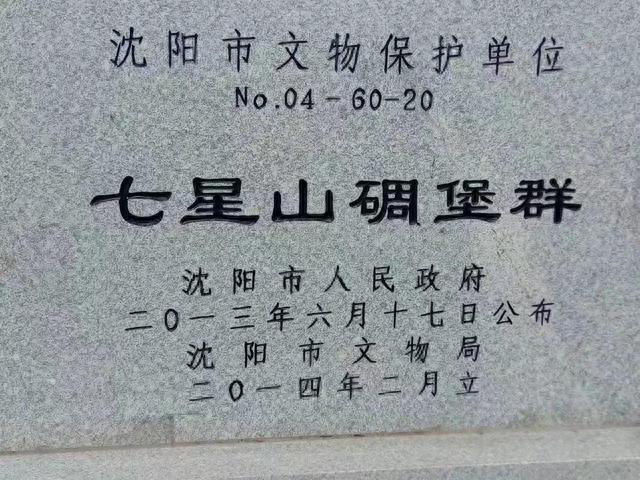 沈阳市文物保护单位
No.04-60-20
七星山碉堡群
沈阳市人民政府
二〇一三年六月十七日公布
沈阳市文物局
二〇一四年二月立